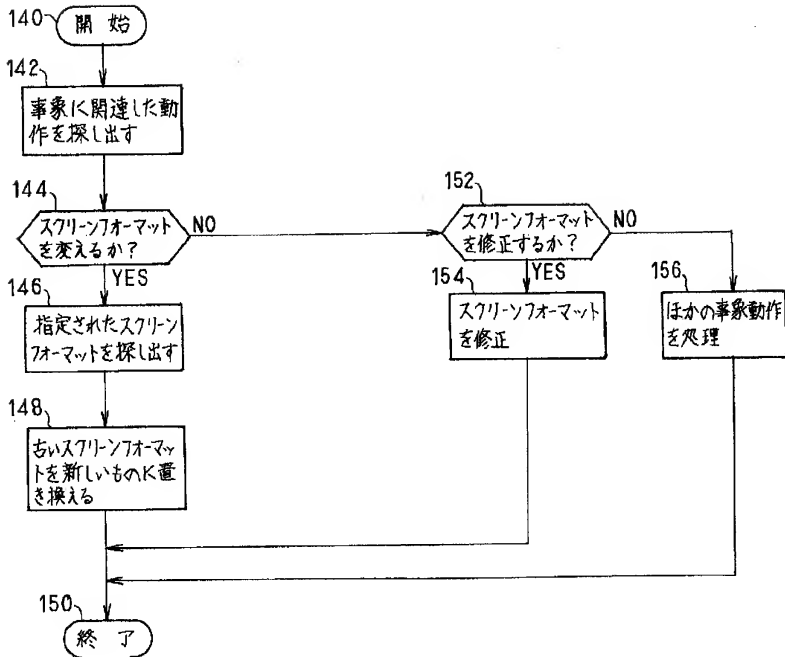 140
開始
142
事象に関連した動
作を探し出す
144
スクリーンフォーマット
を変えるか?
NO
YES
152
スクリーンフォーマット
を修正するか?
NO
YES
146
指定されたスクリーン
フォーマットを探し出す
154
スクリーンフォーマット
を修正
156
ほかの事象動作
を処理
148
古いスクリーンフォーマッ
トを新しいものに置
き換える
150
終了